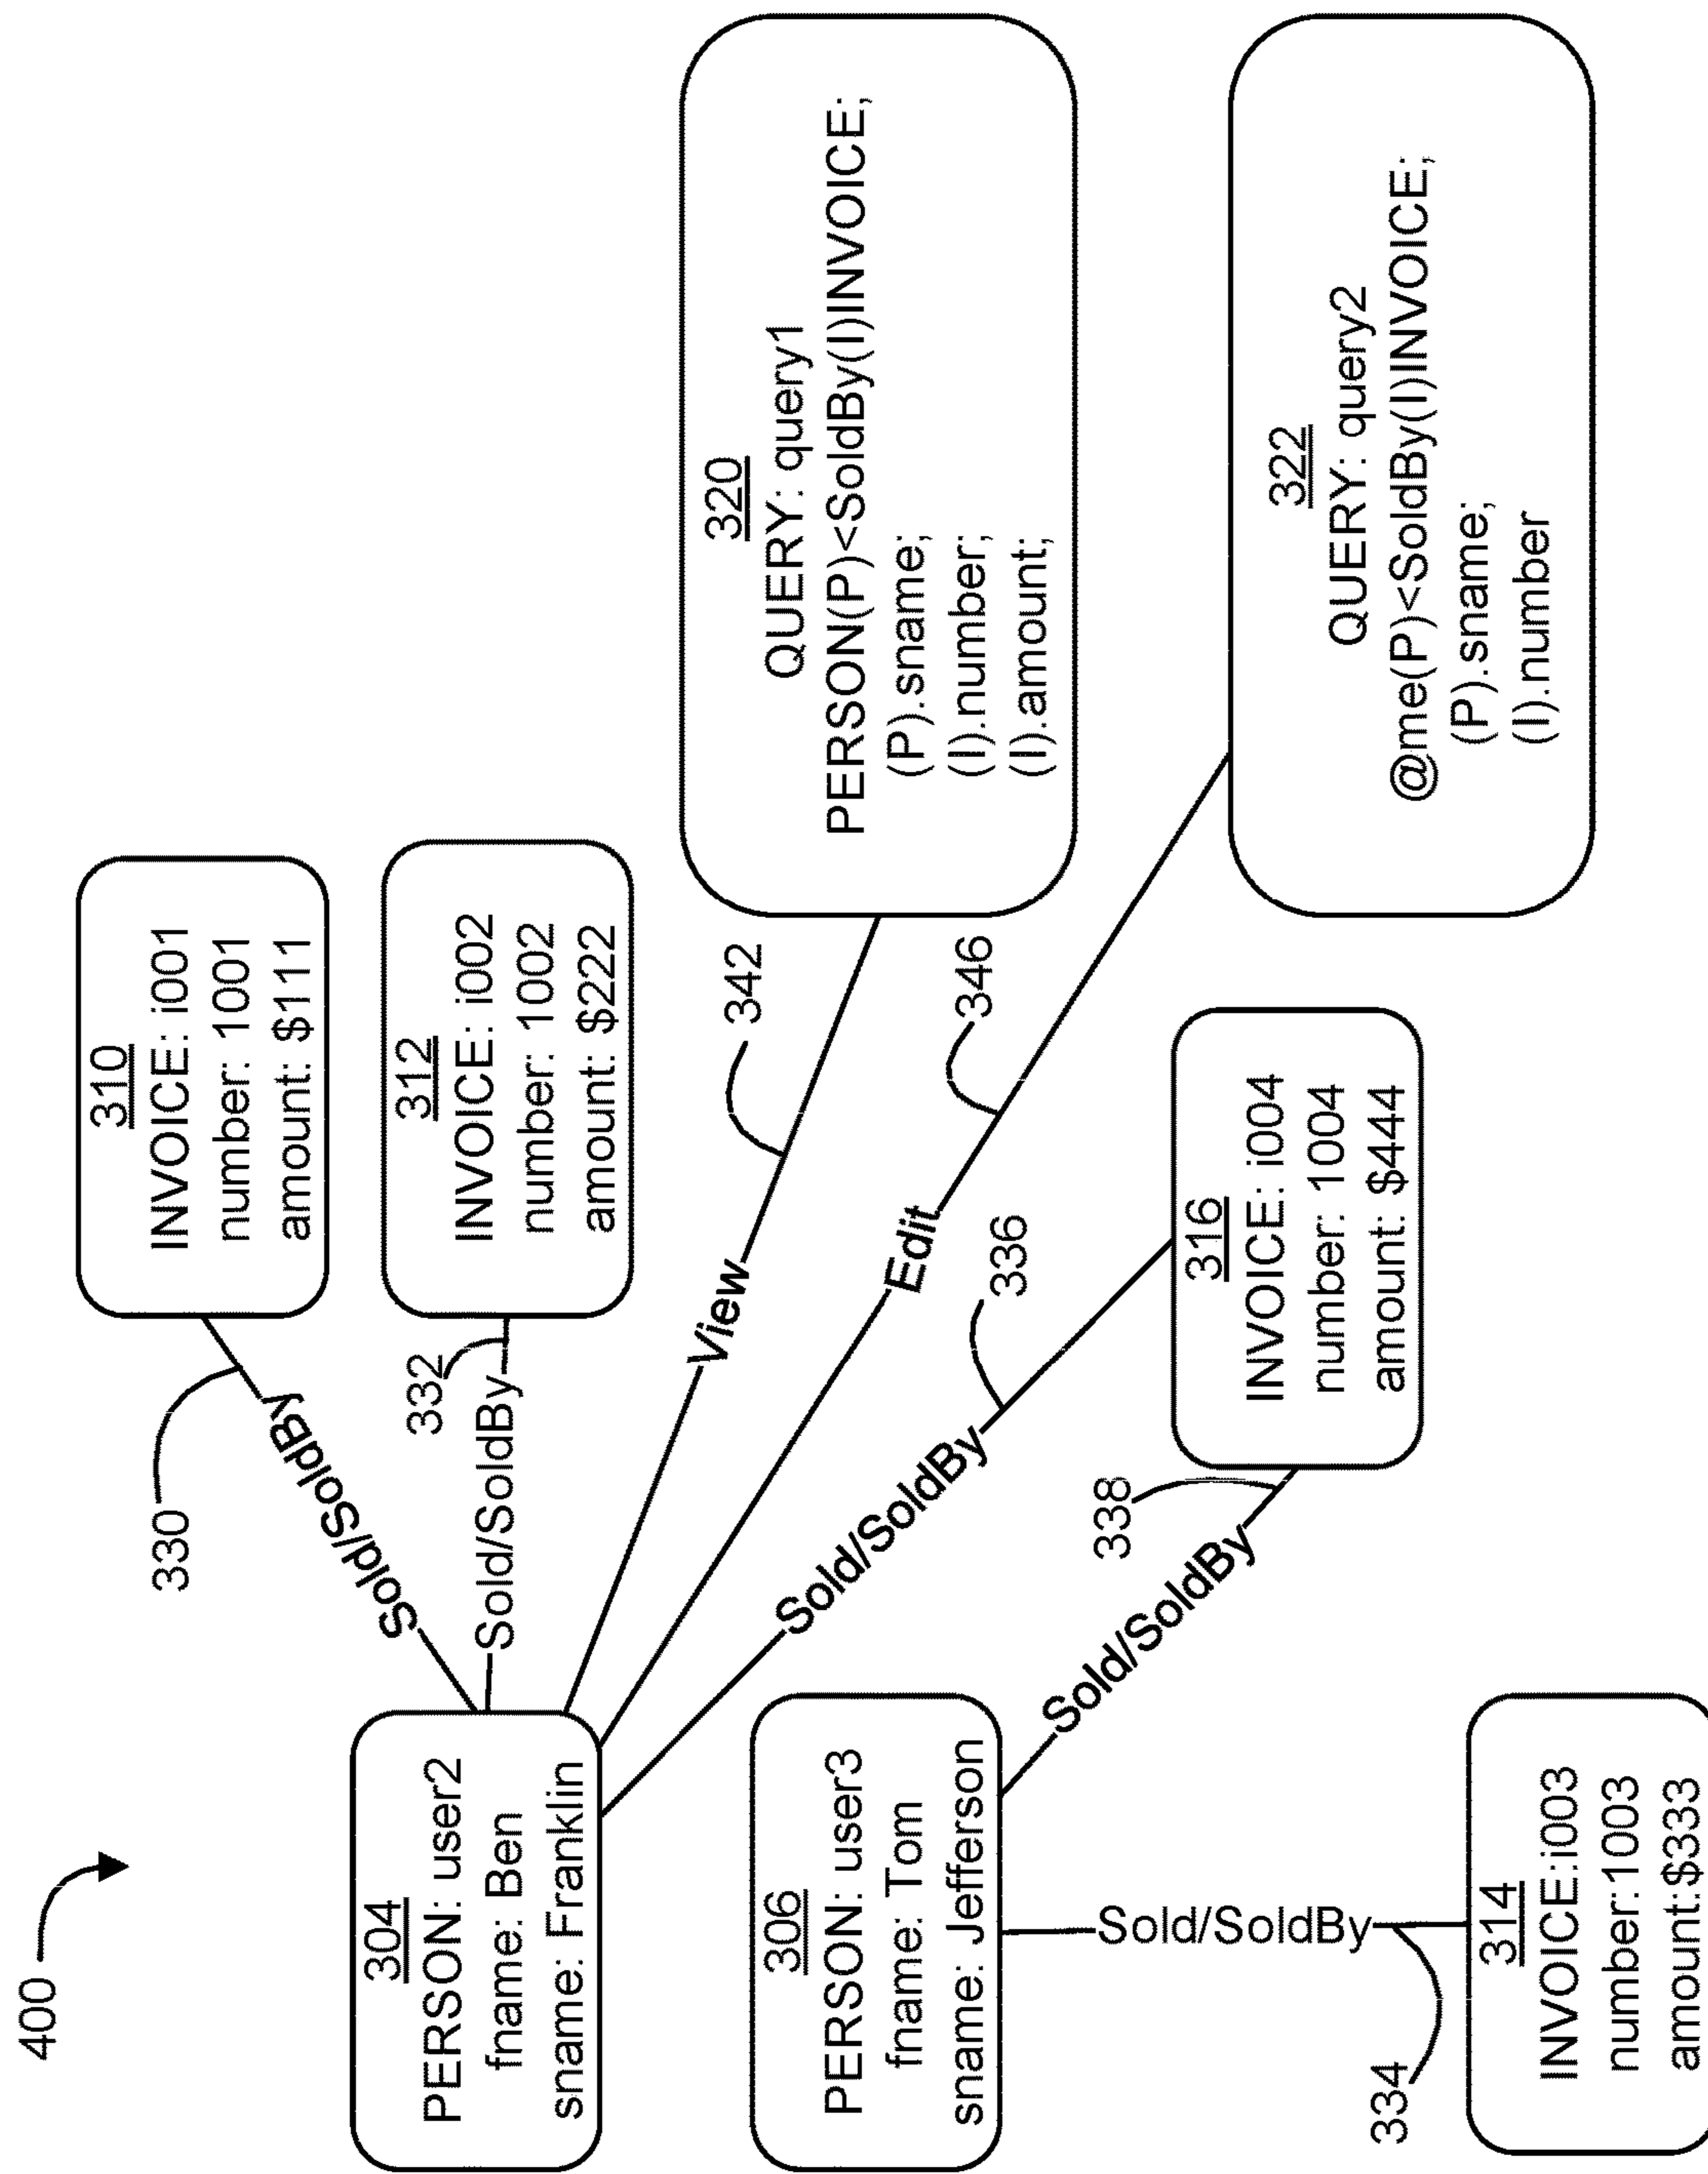 400
304
PERSON: user2
fname: Ben
sname: Franklin
330
Sold/SoldBy
310
INVOICE: i001
number: 1001
amount: $111
332
Sold/SoldBy
312
INVOICE: i002
number: 1002
amount: $222
View
342
320
QUERY: query1
PERSON(P)<SoldBy(I)INVOICE;
(P).sname;
(I).number;
(I).amount;
Edit
346
322
QUERY: query2
@me(P)<SoldBy(I)INVOICE;
(P).sname;
(I).number
Sold/SoldBy
336
306
PERSON: user3
fname: Tom
sname: Jefferson
Sold/SoldBy
338
316
INVOICE: i004
number: 1004
amount: $444
Sold/SoldBy
334
314
INVOICE:i003
number:1003
amount:$333